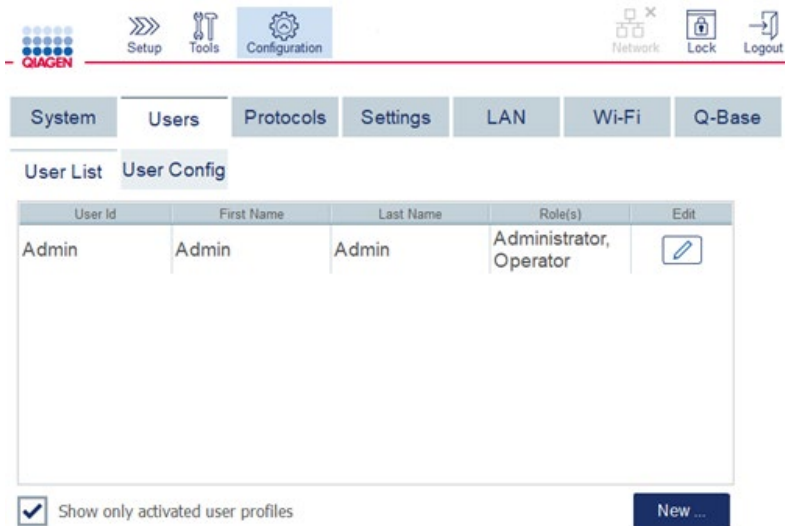 QIAGEN
Setup Tools Configuration Network Lock Logout
System Users Protocols Settings LAN Wi-Fi Q-Base
User List User Config
User Id First Name Last Name Role(s) Edit
Admin Admin Admin Administrator,
Operator
Show only activated user profiles New ...